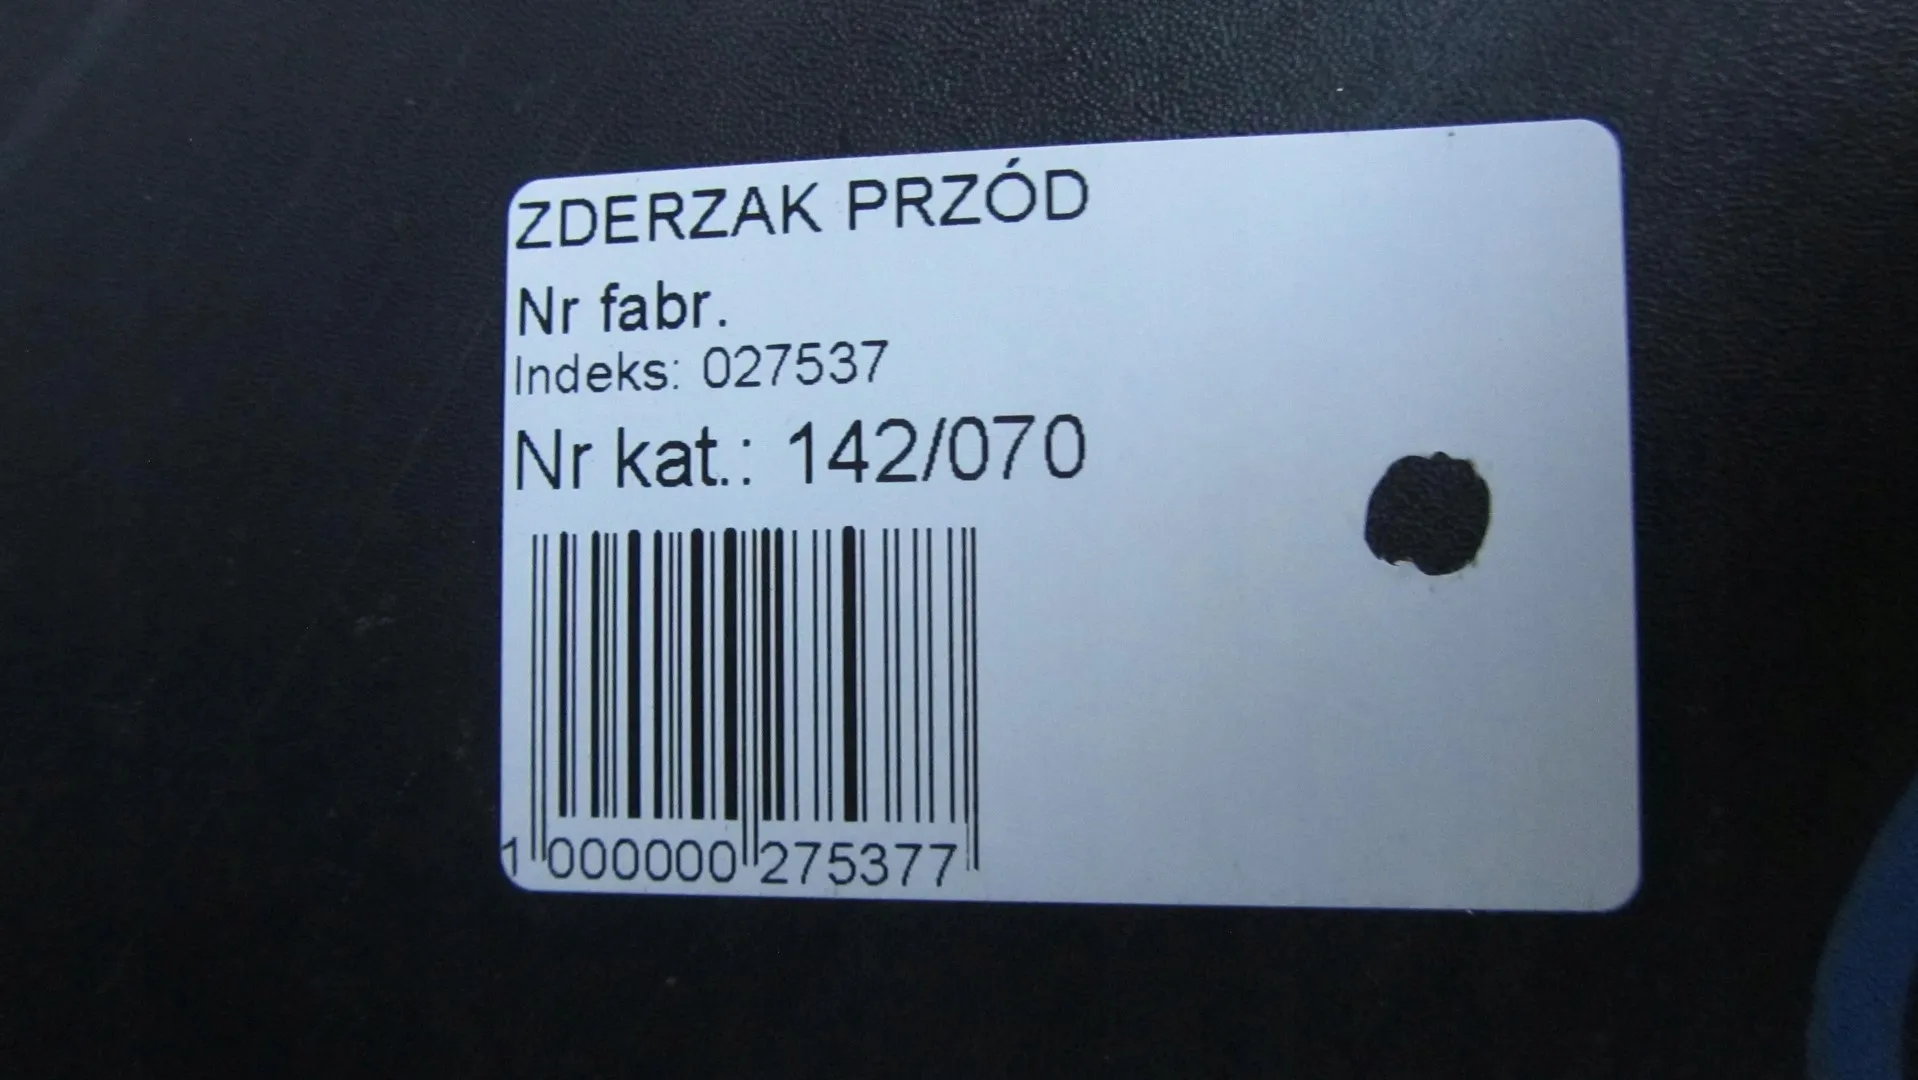 ZDERZAK PRZÓD
Nr fabr.
Indeks: 027537
Nr kat.: 142/070
1 000000 275377